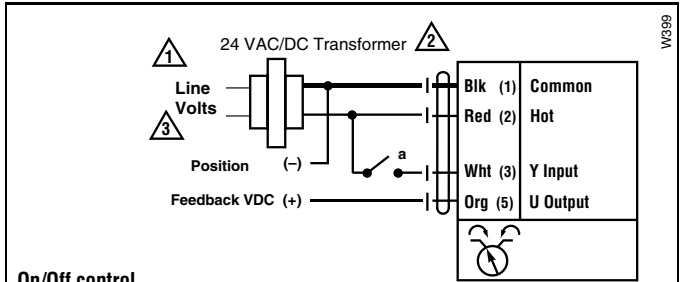 W399
24 VAC/DC Transformer
1
2
Line
Volts
3
Blk (1) Common
Red (2) Hot
a
Position (–)
Wht (3) Y Input
Feedback VDC (+)
Org (5) U Output
On/Off control